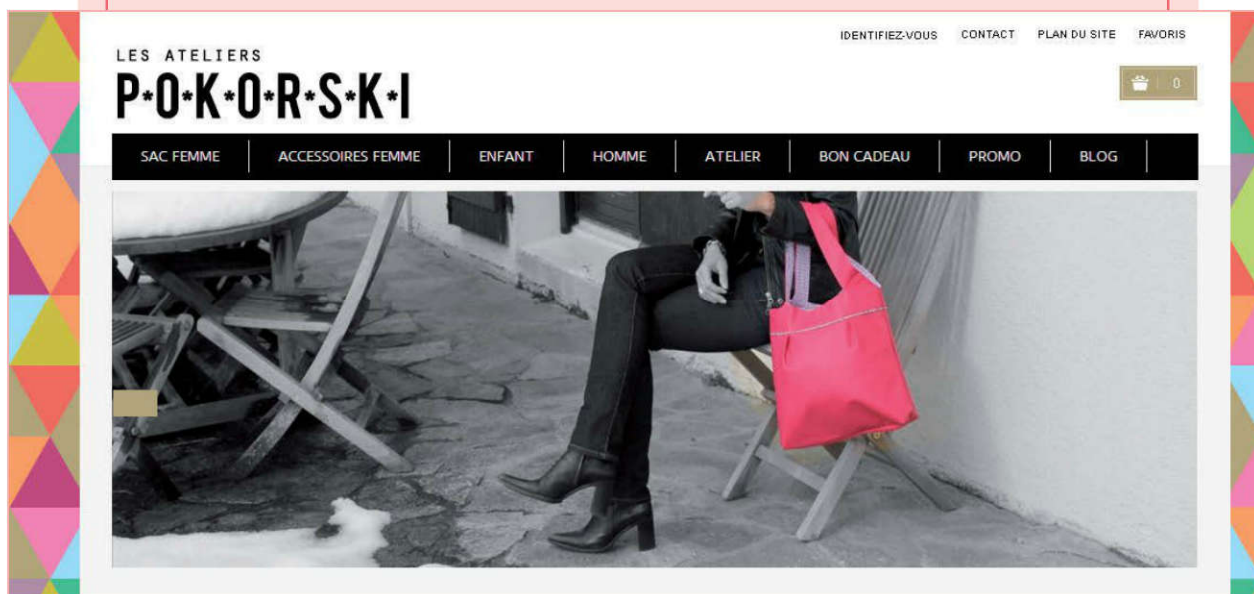 IDENTIFIEZ-VOUS CONTACT PLAN DU SITE FAVORIS
LES ATELIERS
P*O*K*O*R*S*K*I
0
SAC FEMME ACCESSOIRES FEMME ENFANT HOMME ATELIER BON CADEAU PROMO BLOG